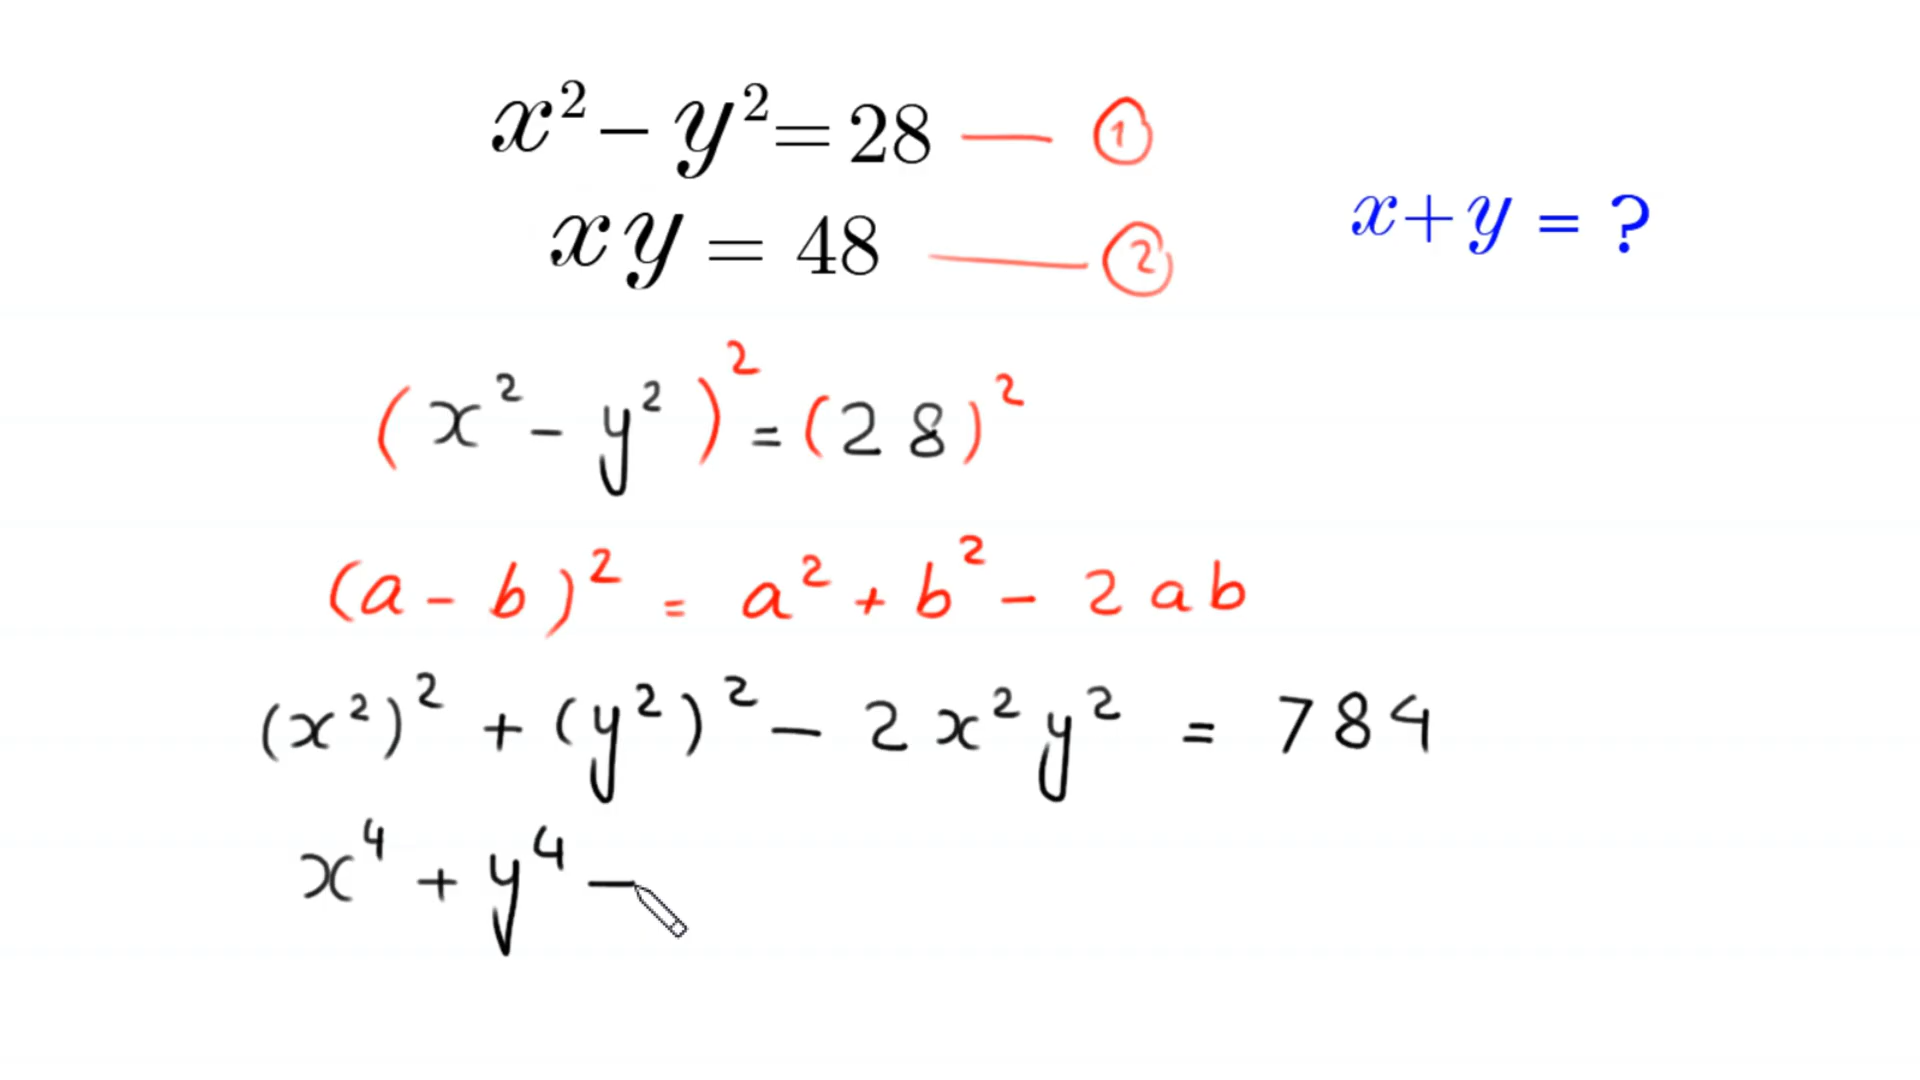 x² − y² = 28 — ①
xy = 48 — ②
x + y = ?
(x² − y²)² = (28)²
(a − b)² = a² + b² − 2ab
(x²)² + (y²)² − 2x²y² = 784
x⁴ + y⁴ −